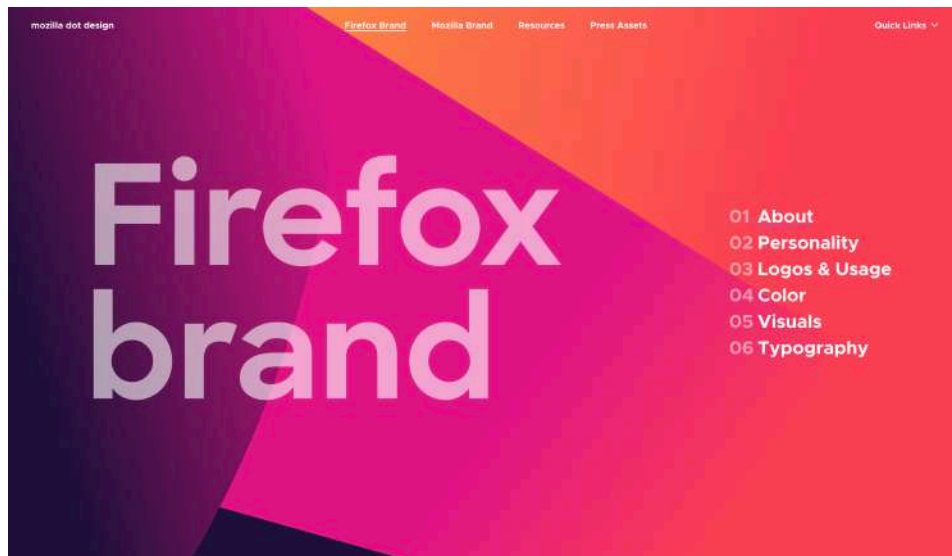 mozilla dot design
Firefox Brand
Mozilla Brand
Resources
Press Assets
Quick Links
Firefox
brand
01 About
02 Personality
03 Logos & Usage
04 Color
05 Visuals
06 Typography